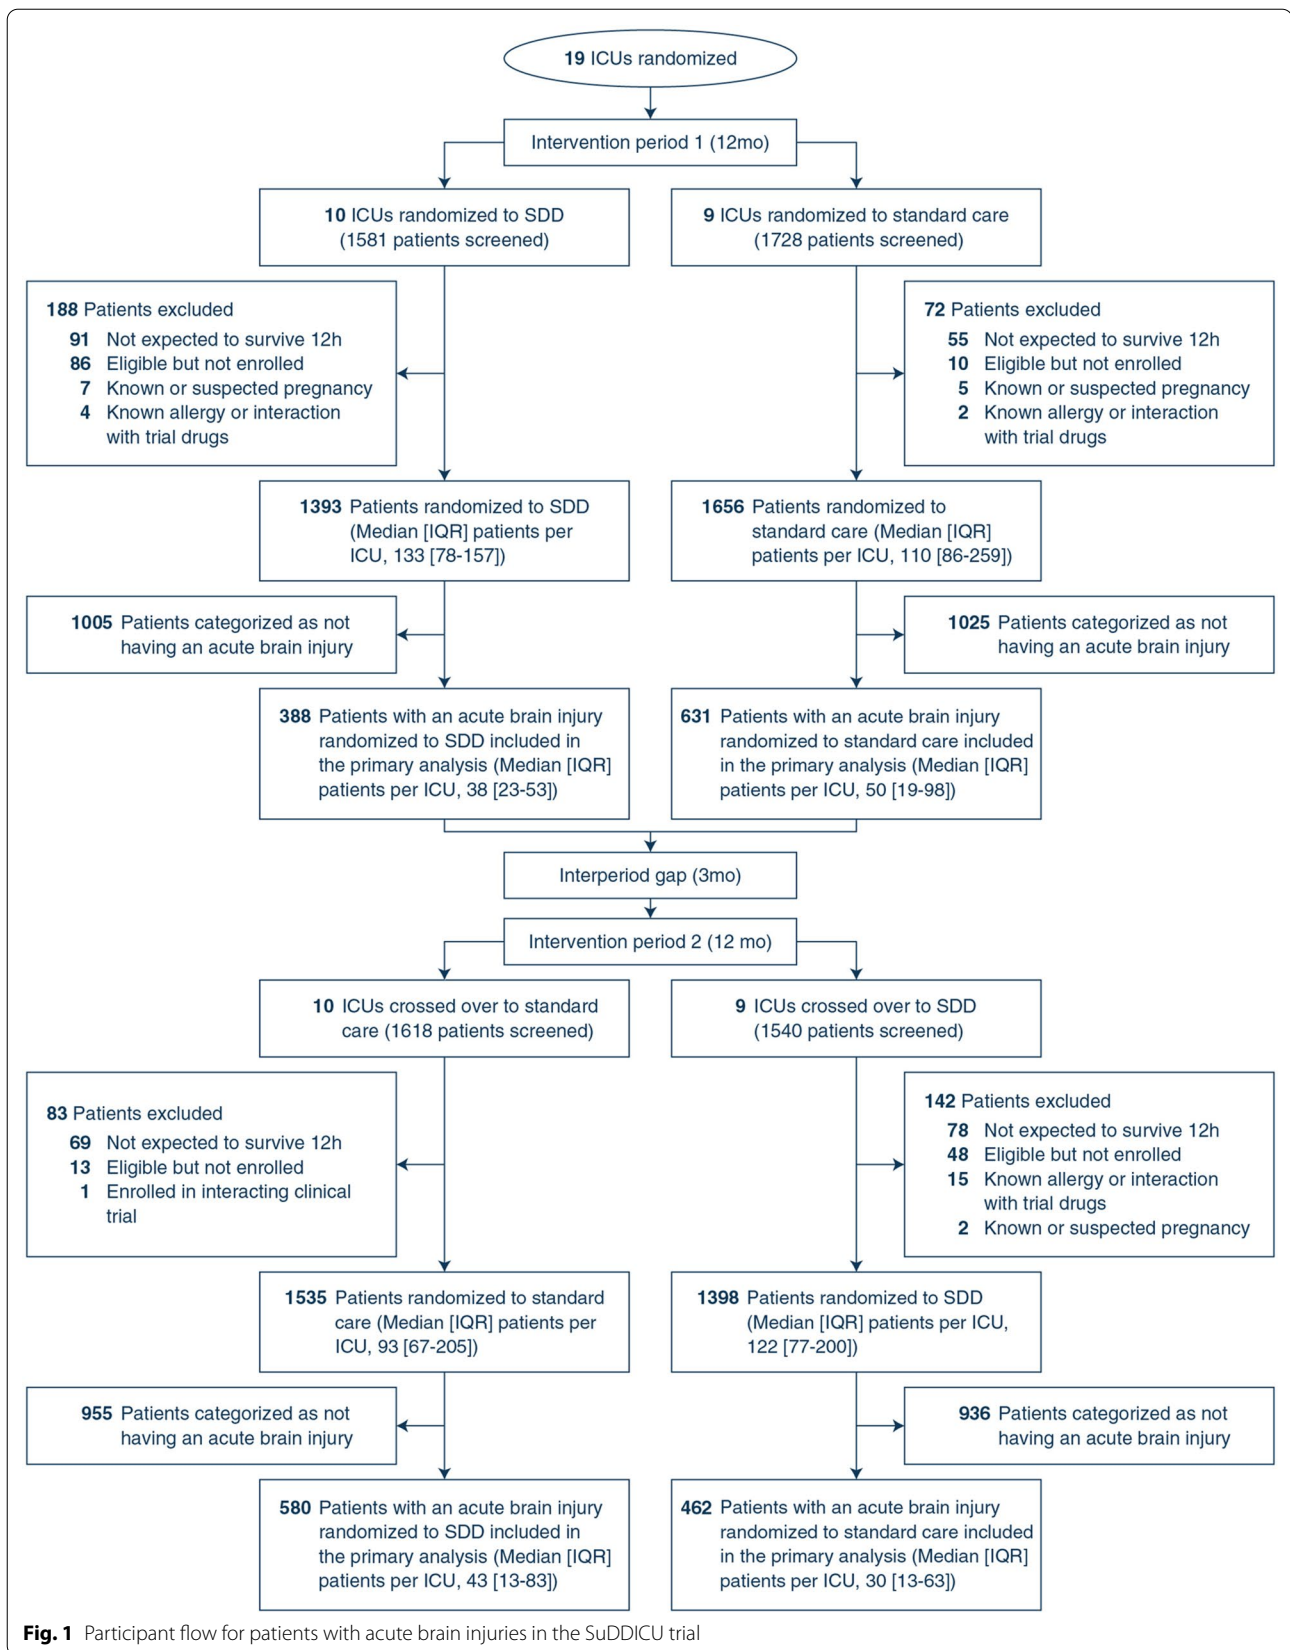 19 ICUs randomized
Intervention period 1 (12mo)
10 ICUs randomized to SDD
(1581 patients screened)
9 ICUs randomized to standard care
(1728 patients screened)
188 Patients excluded
91 Not expected to survive 12h
86 Eligible but not enrolled
7 Known or suspected pregnancy
4 Known allergy or interaction
with trial drugs
72 Patients excluded
55 Not expected to survive 12h
10 Eligible but not enrolled
5 Known or suspected pregnancy
2 Known allergy or interaction
with trial drugs
1393 Patients randomized to SDD
(Median [IQR] patients per
ICU, 133 [78-157])
1656 Patients randomized to
standard care (Median [IQR]
patients per ICU, 110 [86-259])
1005 Patients categorized as not
having an acute brain injury
1025 Patients categorized as not
having an acute brain injury
388 Patients with an acute brain injury
randomized to SDD included in
the primary analysis (Median [IQR]
patients per ICU, 38 [23-53])
631 Patients with an acute brain injury
randomized to standard care included
in the primary analysis (Median [IQR]
patients per ICU, 50 [19-98])
Interperiod gap (3mo)
Intervention period 2 (12 mo)
10 ICUs crossed over to standard
care (1618 patients screened)
9 ICUs crossed over to SDD
(1540 patients screened)
83 Patients excluded
69 Not expected to survive 12h
13 Eligible but not enrolled
1 Enrolled in interacting clinical
trial
142 Patients excluded
78 Not expected to survive 12h
48 Eligible but not enrolled
15 Known allergy or interaction
with trial drugs
2 Known or suspected pregnancy
1535 Patients randomized to standard
care (Median [IQR] patients per
ICU, 93 [67-205])
1398 Patients randomized to SDD
(Median [IQR] patients per ICU,
122 [77-200])
955 Patients categorized as not
having an acute brain injury
936 Patients categorized as not
having an acute brain injury
580 Patients with an acute brain injury
randomized to SDD included in
the primary analysis (Median [IQR]
patients per ICU, 43 [13-83])
462 Patients with an acute brain injury
randomized to standard care included
in the primary analysis (Median [IQR]
patients per ICU, 30 [13-63])
Fig. 1 Participant flow for patients with acute brain injuries in the SuDDICU trial